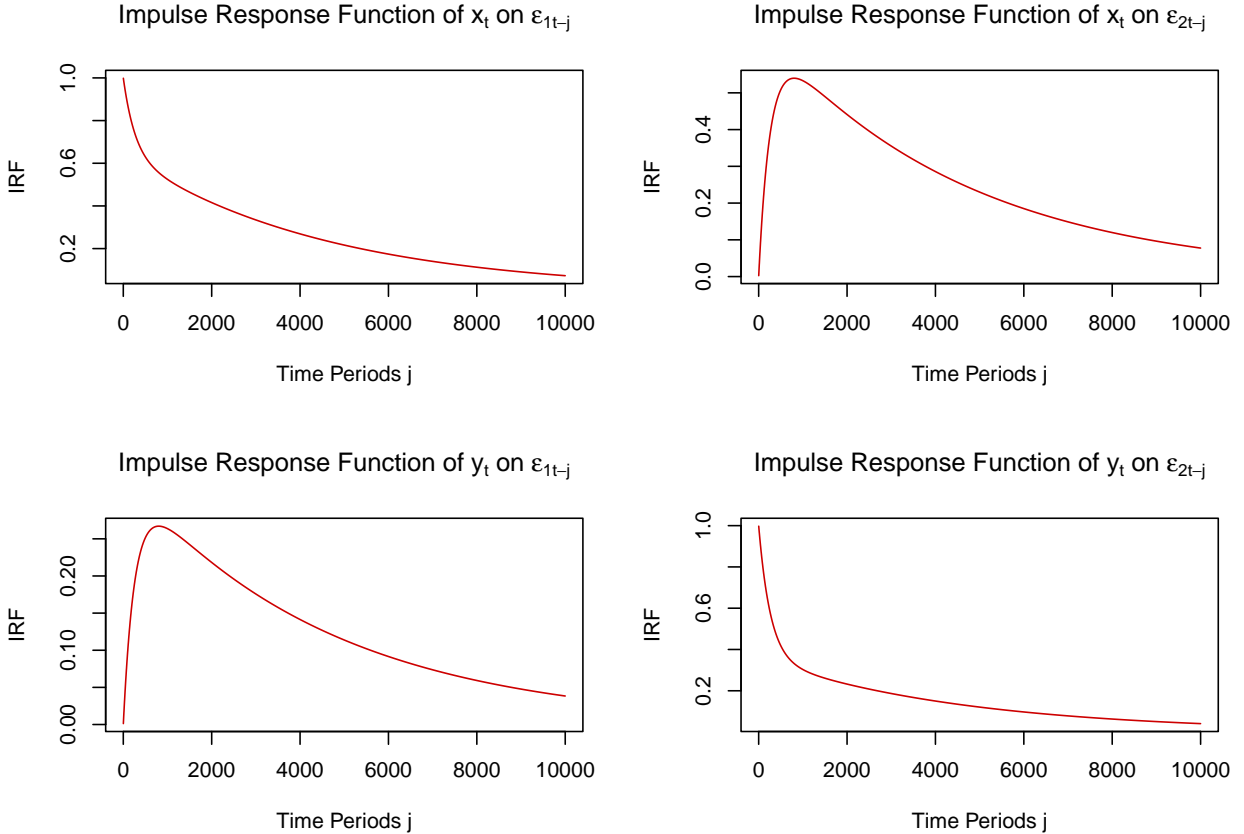 Impulse Response Function of xₜ on ε₁ₜ₋ⱼ
IRF
1.0
0.6
0.2
0 2000 4000 6000 8000 10000
Time Periods j
Impulse Response Function of xₜ on ε₂ₜ₋ⱼ
IRF
0.4
0.2
0.0
0 2000 4000 6000 8000 10000
Time Periods j
Impulse Response Function of yₜ on ε₁ₜ₋ⱼ
IRF
0.20
0.10
0.00
0 2000 4000 6000 8000 10000
Time Periods j
Impulse Response Function of yₜ on ε₂ₜ₋ⱼ
IRF
1.0
0.6
0.2
0 2000 4000 6000 8000 10000
Time Periods j